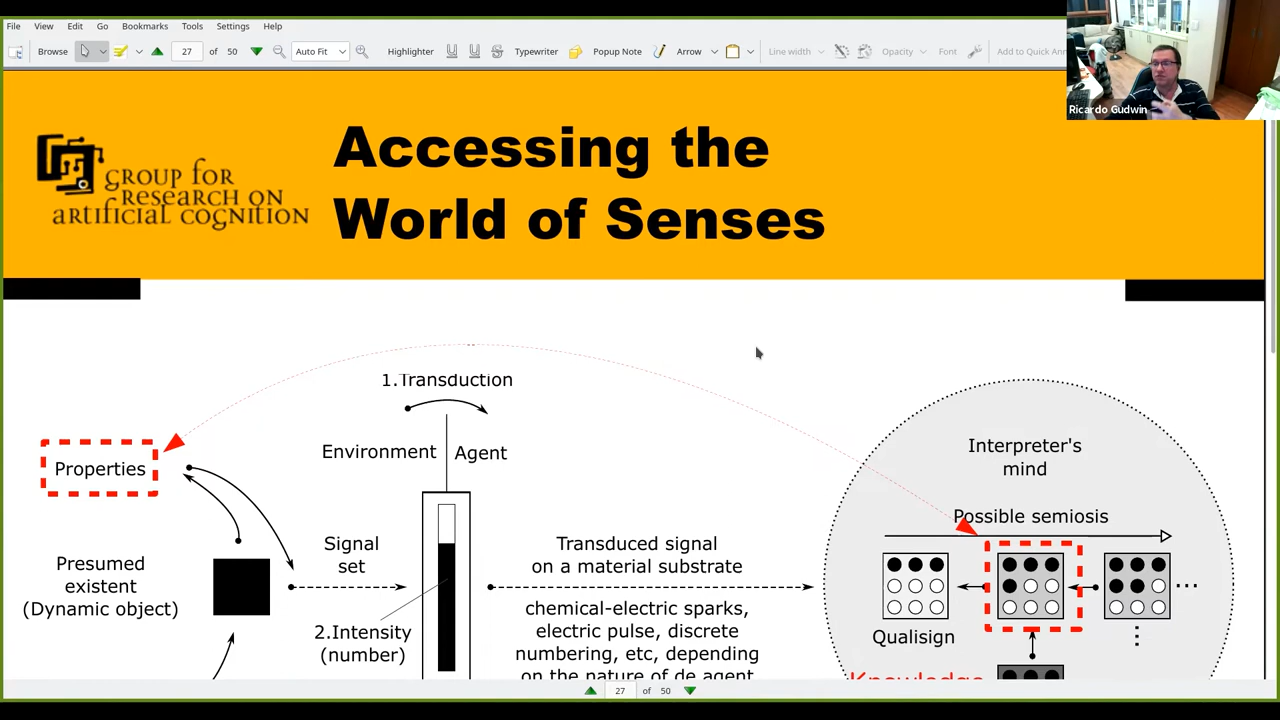 File View Edit Go Bookmarks Tools Settings Help
Browse 27 of 50 Auto Fit Highlighter Typewriter Popup Note Arrow Line width Opacity Font Add to Quick
Ricardo Gudwin
GROUP FOR
RESEARCH ON
ARTIFICIAL COGNITION
Accessing the
World of Senses
1.Transduction
Environment
Agent
Properties
Presumed
existent
(Dynamic object)
Signal
set
2.Intensity
(number)
Transduced signal
on a material substrate
chemical-electric sparks,
electric pulse, discrete
numbering, etc, depending
on the nature of de agent
Interpreter's
mind
Possible semiosis
Qualisign
Knowledge
27 of 50